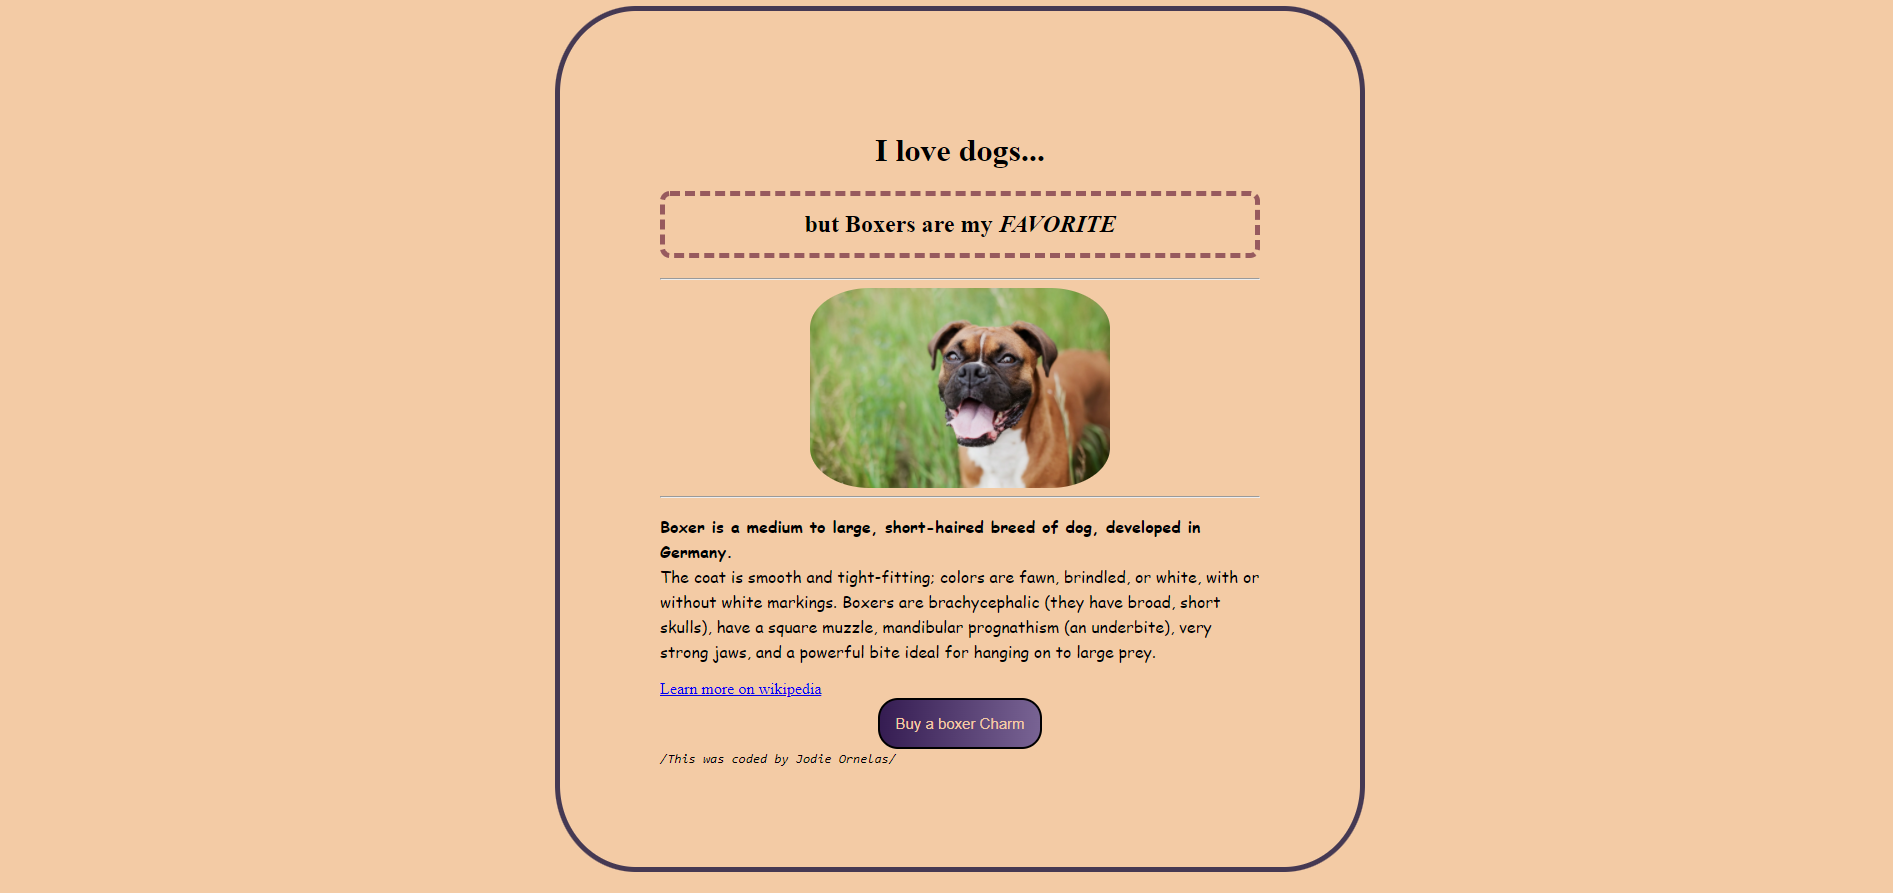 I love dogs...
but Boxers are my FAVORITE
Boxer is a medium to large, short-haired breed of dog, developed in
Germany.
The coat is smooth and tight-fitting; colors are fawn, brindled, or white, with or
without white markings. Boxers are brachycephalic (they have broad, short
skulls), have a square muzzle, mandibular prognathism (an underbite), very
strong jaws, and a powerful bite ideal for hanging on to large prey.
Learn more on wikipedia
Buy a boxer Charm
/This was coded by Jodie Ornelas/